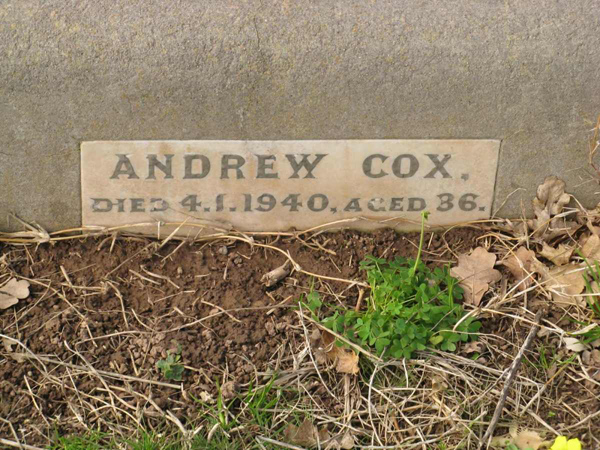 ANDREW COX.
DIED 4.1.1940, AGED 36.